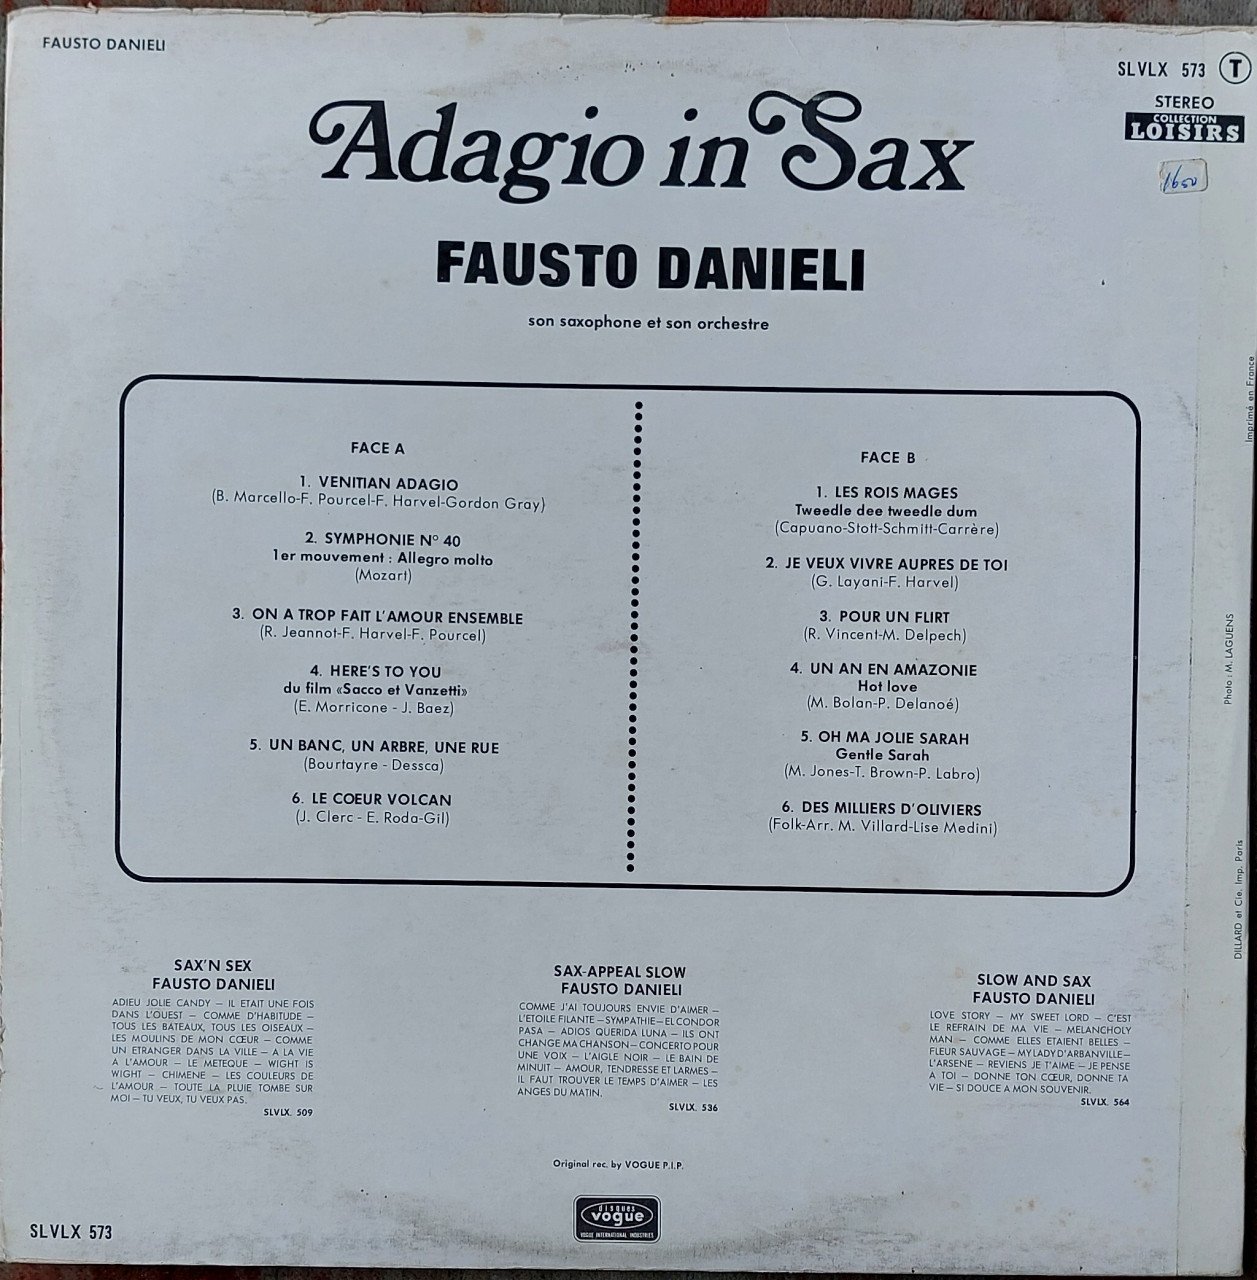 FAUSTO DANIELI
SLVLX 573 T
STEREO
COLLECTION
LOISIRS
1650
Adagio in Sax
FAUSTO DANIELI
son saxophone et son orchestre
FACE A
1. VENITIAN ADAGIO
(B. Marcello-F. Pourcel-F. Harvel-Gordon Gray)
2. SYMPHONIE N° 40
1er mouvement : Allegro molto
(Mozart)
3. ON A TROP FAIT L'AMOUR ENSEMBLE
(R. Jeannot-F. Harvel-F. Pourcel)
4. HERE'S TO YOU
du film «Sacco et Vanzetti»
(E. Morricone - J. Baez)
5. UN BANC, UN ARBRE, UNE RUE
(Bourtayre - Dessca)
6. LE COEUR VOLCAN
(J. Clerc - E. Roda-Gil)
FACE B
1. LES ROIS MAGES
Tweedle dee tweedle dum
(Capuano-Stott-Schmitt-Carrère)
2. JE VEUX VIVRE AUPRES DE TOI
(G. Layani-F. Harvel)
3. POUR UN FLIRT
(R. Vincent-M. Delpech)
4. UN AN EN AMAZONIE
Hot love
(M. Bolan-P. Delanoé)
5. OH MA JOLIE SARAH
Gentle Sarah
(M. Jones-T. Brown-P. Labro)
6. DES MILLIERS D'OLIVIERS
(Folk-Arr. M. Villard-Lise Medini)
Imprimé en France
Photo : M. LAGUENS
DILLARD et Cie. Imp. Paris
SAX'N SEX
FAUSTO DANIELI
ADIEU JOLIE CANDY – IL ETAIT UNE FOIS
DANS L'OUEST – COMME D'HABITUDE –
TOUS LES BATEAUX, TOUS LES OISEAUX –
LES MOULINS DE MON CŒUR – COMME
UN ETRANGER DANS LA VILLE – A LA VIE
A L'AMOUR – LE METEQUE – WIGHT IS
WIGHT – CHIMENE – LES COULEURS DE
L'AMOUR – TOUTE LA PLUIE TOMBE SUR
MOI – TU VEUX, TU VEUX PAS.
SLVLX. 509
SAX-APPEAL SLOW
FAUSTO DANIELI
COMME J'AI TOUJOURS ENVIE D'AIMER –
L'ETOILE FILANTE – SYMPATHIE – EL CONDOR
PASA – ADIOS QUERIDA LUNA – ILS ONT
CHANGE MA CHANSON – CONCERTO POUR
UNE VOIX – L'AIGLE NOIR – LE BAIN DE
MINUIT – AMOUR, TENDRESSE ET LARMES –
IL FAUT TROUVER LE TEMPS D'AIMER – LES
ANGES DU MATIN.
SLVLX. 536
SLOW AND SAX
FAUSTO DANIELI
LOVE STORY – MY SWEET LORD – C'EST
LE REFRAIN DE MA VIE – MELANCHOLY
MAN – COMME ELLES ETAIENT BELLES –
FLEUR SAUVAGE – MY LADY D'ARBANVILLE –
L'ARSENE – REVIENS JE T'AIME – JE PENSE
A TOI – DONNE TON CŒUR, DONNE TA
VIE – SI DOUCE A MON SOUVENIR.
SLVLX. 564
Original rec. by VOGUE P.I.P.
disques
vogue
VOGUE INTERNATIONAL INDUSTRIES
SLVLX 573